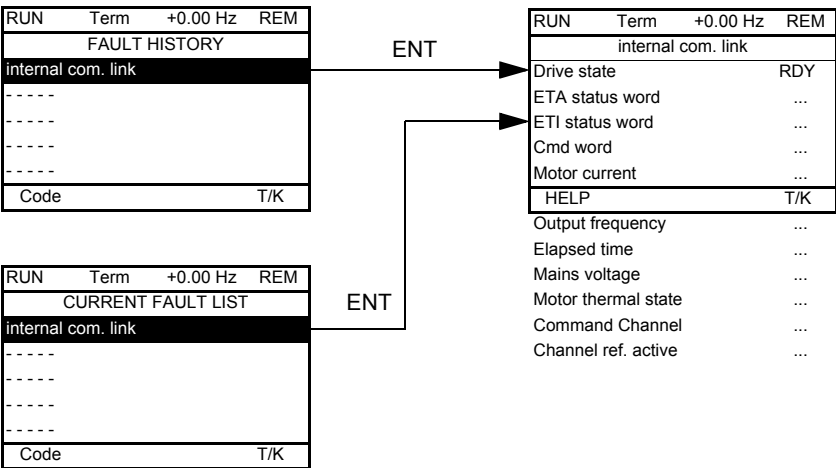 RUN Term +0.00 Hz REM
FAULT HISTORY
internal com. link
- - - - -
- - - - -
- - - - -
- - - - -
Code T/K
ENT
RUN Term +0.00 Hz REM
CURRENT FAULT LIST
internal com. link
- - - - -
- - - - -
- - - - -
- - - - -
Code T/K
ENT
RUN Term +0.00 Hz REM
internal com. link
Drive state RDY
ETA status word ...
ETI status word ...
Cmd word ...
Motor current ...
HELP T/K
Output frequency ...
Elapsed time ...
Mains voltage ...
Motor thermal state ...
Command Channel ...
Channel ref. active ...